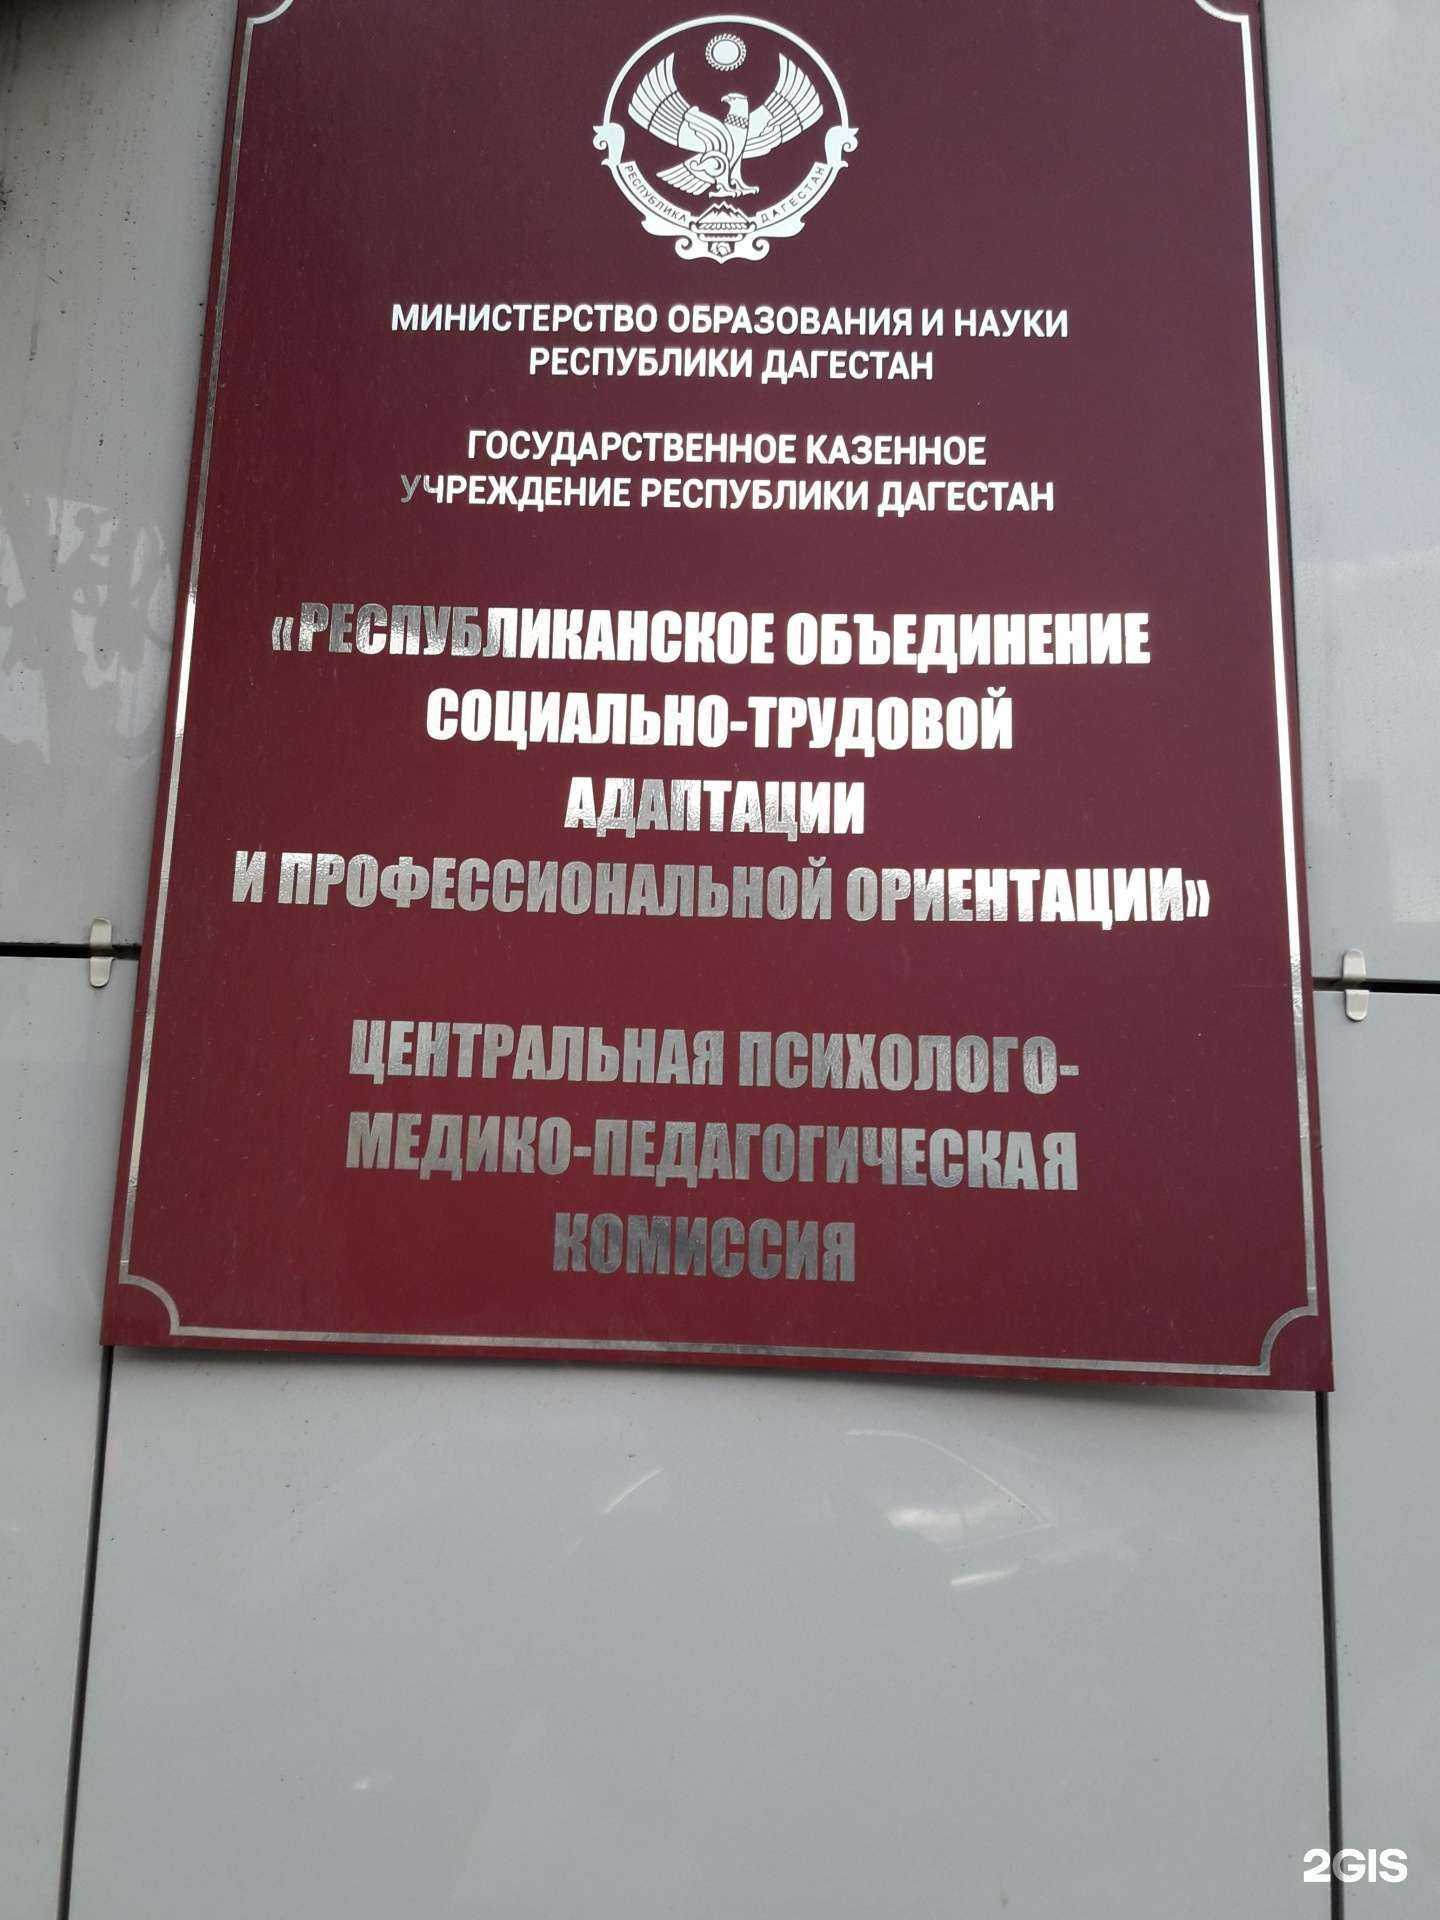 РЕСПУБЛИКА ДАГЕСТАН
МИНИСТЕРСТВО ОБРАЗОВАНИЯ И НАУКИ
РЕСПУБЛИКИ ДАГЕСТАН
ГОСУДАРСТВЕННОЕ КАЗЕННОЕ
УЧРЕЖДЕНИЕ РЕСПУБЛИКИ ДАГЕСТАН
«РЕСПУБЛИКАНСКОЕ ОБЪЕДИНЕНИЕ
СОЦИАЛЬНО-ТРУДОВОЙ
АДАПТАЦИИ
И ПРОФЕССИОНАЛЬНОЙ ОРИЕНТАЦИИ»
ЦЕНТРАЛЬНАЯ ПСИХОЛОГО-
МЕДИКО-ПЕДАГОГИЧЕСКАЯ
КОМИССИЯ
2GIS